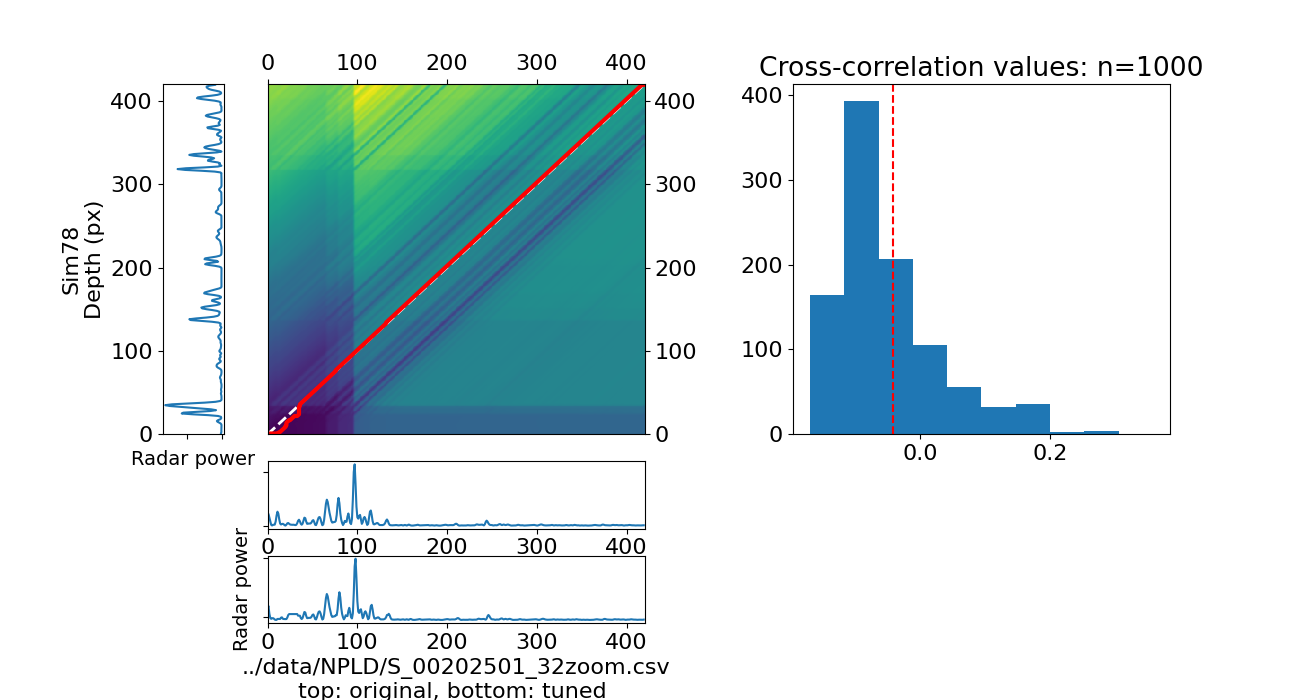 0 100 200 300 400
Cross-correlation values: n=1000
400 400 400
300 300 300
Sim78
Depth (px)
200 200 200
100 100 100
0 0 0
0.0 0.2
Radar power
0 100 200 300 400
Radar power
0 100 200 300 400
../data/NPLD/S_00202501_32zoom.csv
top: original, bottom: tuned